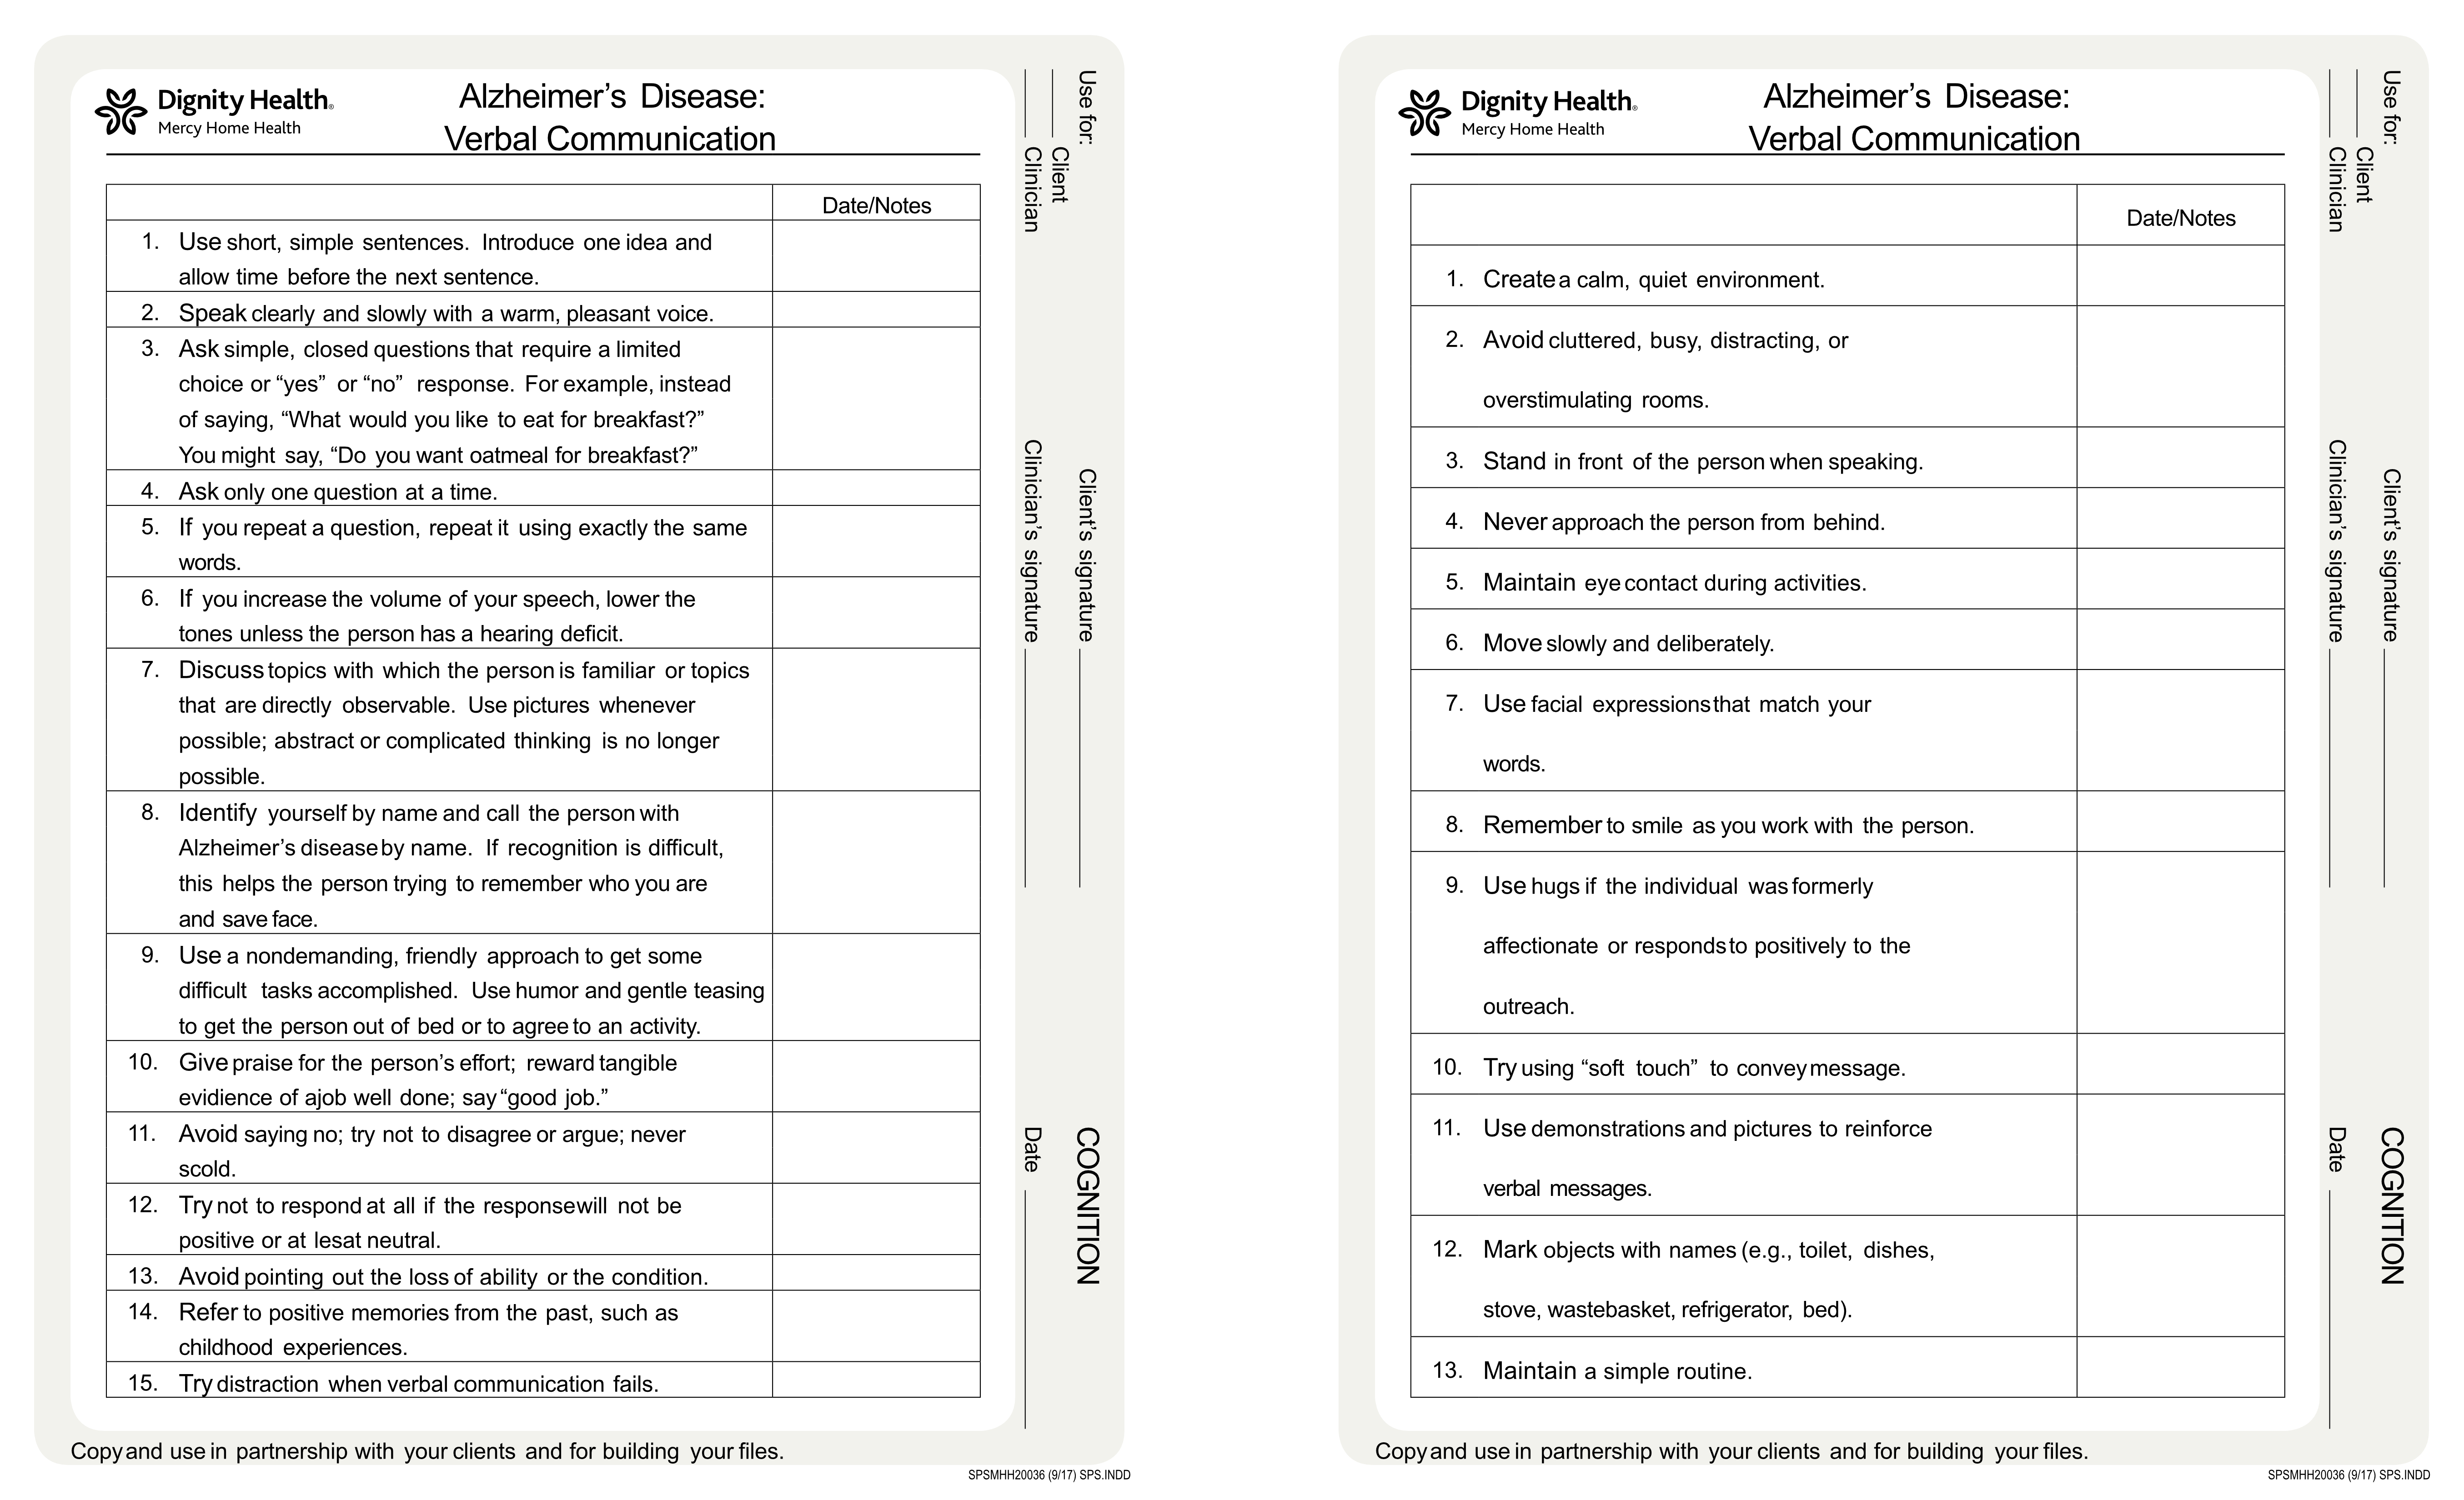 Dignity Health®
Mercy Home Health
Alzheimer's Disease:
Verbal Communication
Date/Notes
1. Use short, simple sentences. Introduce one idea and
allow time before the next sentence.
2. Speak clearly and slowly with a warm, pleasant voice.
3. Ask simple, closed questions that require a limited
choice or “yes” or “no” response. For example, instead
of saying, “What would you like to eat for breakfast?”
You might say, “Do you want oatmeal for breakfast?”
4. Ask only one question at a time.
5. If you repeat a question, repeat it using exactly the same
words.
6. If you increase the volume of your speech, lower the
tones unless the person has a hearing deficit.
7. Discuss topics with which the person is familiar or topics
that are directly observable. Use pictures whenever
possible; abstract or complicated thinking is no longer
possible.
8. Identify yourself by name and call the person with
Alzheimer's disease by name. If recognition is difficult,
this helps the person trying to remember who you are
and save face.
9. Use a nondemanding, friendly approach to get some
difficult tasks accomplished. Use humor and gentle teasing
to get the person out of bed or to agree to an activity.
10. Give praise for the person's effort; reward tangible
evidience of ajob well done; say “good job.”
11. Avoid saying no; try not to disagree or argue; never
scold.
12. Try not to respond at all if the response will not be
positive or at lesat neutral.
13. Avoid pointing out the loss of ability or the condition.
14. Refer to positive memories from the past, such as
childhood experiences.
15. Try distraction when verbal communication fails.
Use for:
Client
Clinician
Client's signature
Clinician's signature
COGNITION
Date
Copy and use in partnership with your clients and for building your files.
SPSMHH20036 (9/17) SPS.INDD
Dignity Health®
Mercy Home Health
Alzheimer's Disease:
Verbal Communication
Date/Notes
1. Create a calm, quiet environment.
2. Avoid cluttered, busy, distracting, or
overstimulating rooms.
3. Stand in front of the person when speaking.
4. Never approach the person from behind.
5. Maintain eye contact during activities.
6. Move slowly and deliberately.
7. Use facial expressions that match your
words.
8. Remember to smile as you work with the person.
9. Use hugs if the individual was formerly
affectionate or responds to positively to the
outreach.
10. Try using “soft touch” to convey message.
11. Use demonstrations and pictures to reinforce
verbal messages.
12. Mark objects with names (e.g., toilet, dishes,
stove, wastebasket, refrigerator, bed).
13. Maintain a simple routine.
Use for:
Client
Clinician
Client's signature
Clinician's signature
COGNITION
Date
Copy and use in partnership with your clients and for building your files.
SPSMHH20036 (9/17) SPS.INDD